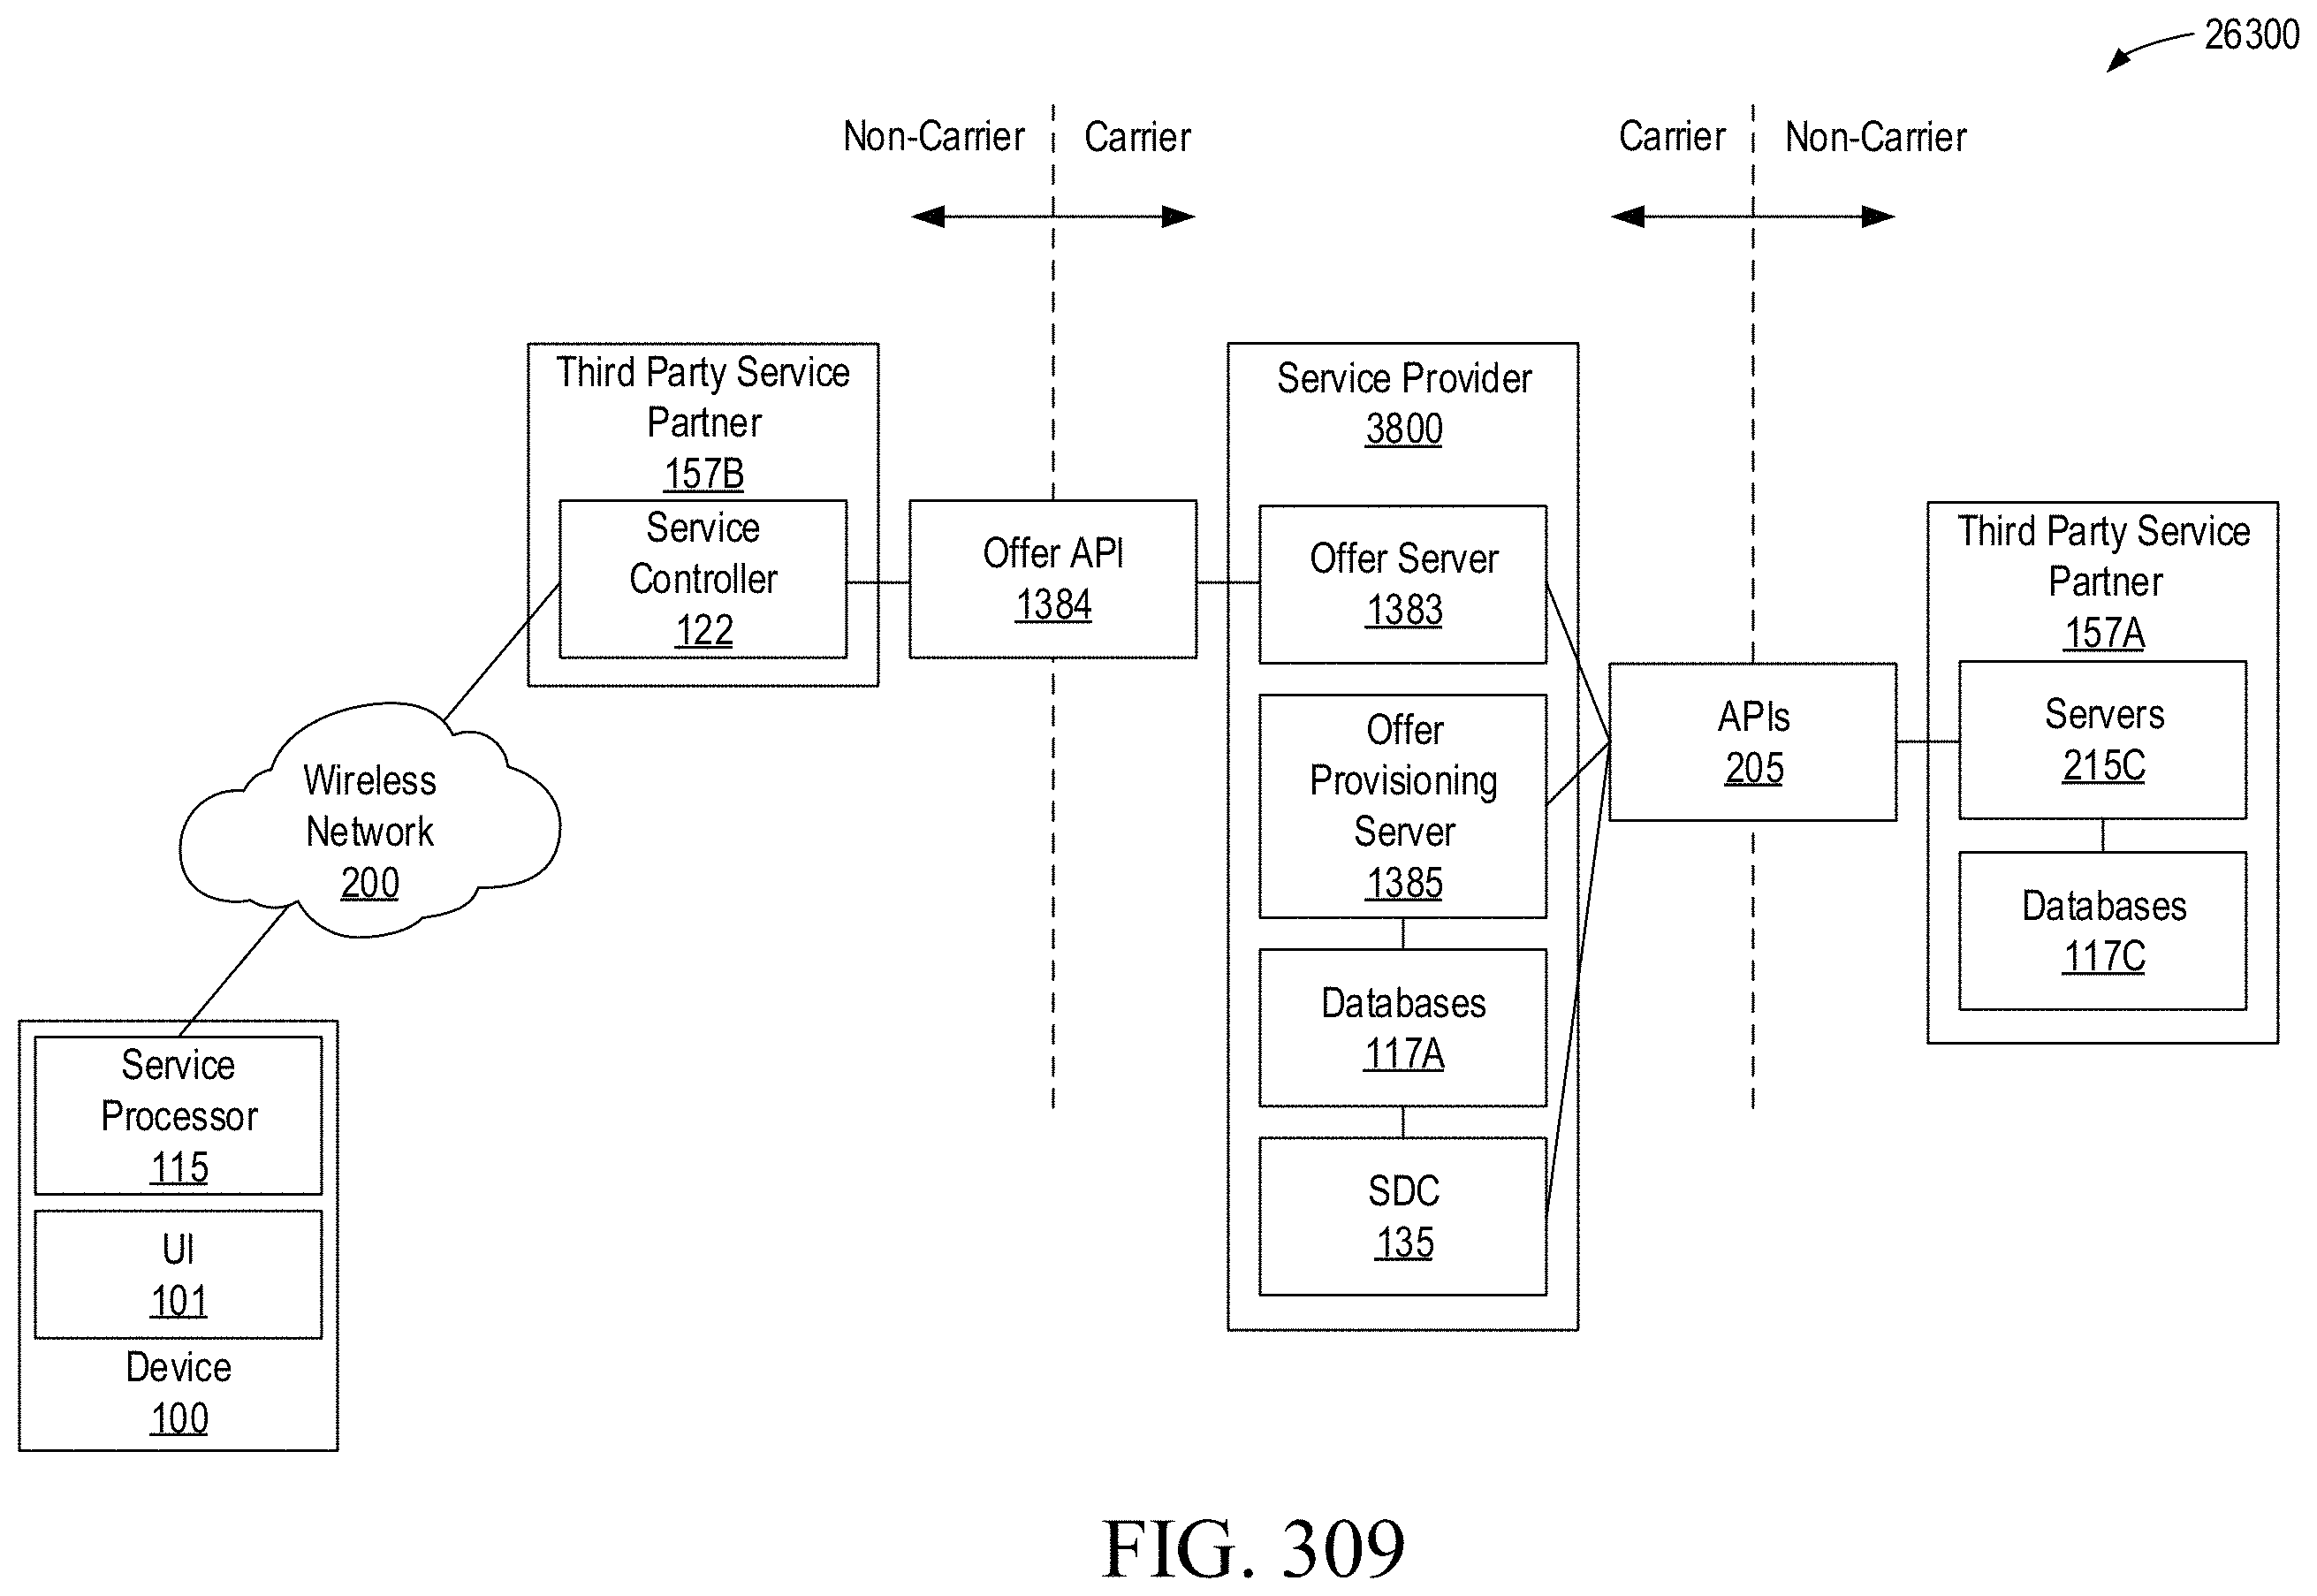 26300
Non-Carrier
Carrier
Carrier
Non-Carrier
Third Party Service
Partner
157B
Service
Controller
122
Offer API
1384
Service Provider
3800
Offer Server
1383
Offer
Provisioning
Server
1385
Databases
117A
SDC
135
APIs
205
Third Party Service
Partner
157A
Servers
215C
Databases
117C
Wireless
Network
200
Service
Processor
115
UI
101
Device
100
FIG. 309